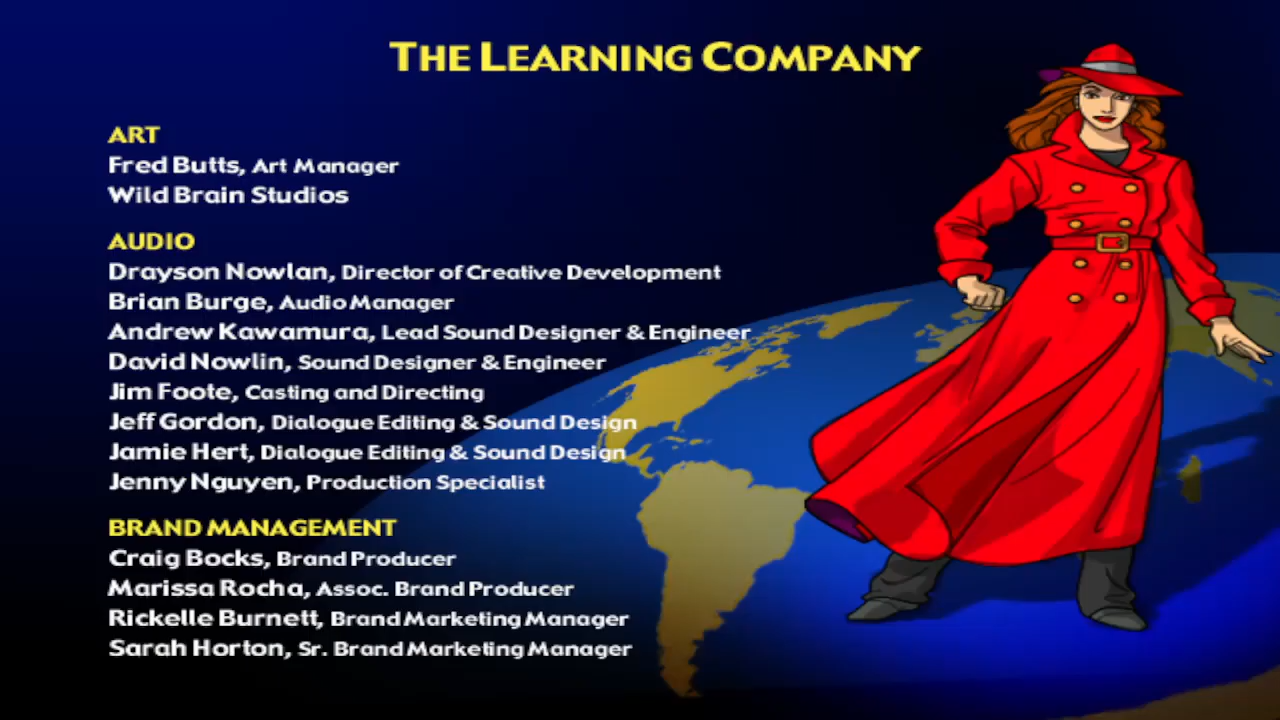 THE LEARNING COMPANY
ART
Fred Butts, Art Manager
Wild Brain Studios
AUDIO
Drayson Nowlan, Director of Creative Development
Brian Burge, Audio Manager
Andrew Kawamura, Lead Sound Designer & Engineer
David Nowlin, Sound Designer & Engineer
Jim Foote, Casting and Directing
Jeff Gordon, Dialogue Editing & Sound Design
Jamie Hert, Dialogue Editing & Sound Design
Jenny Nguyen, Production Specialist
BRAND MANAGEMENT
Craig Bocks, Brand Producer
Marissa Rocha, Assoc. Brand Producer
Rickelle Burnett, Brand Marketing Manager
Sarah Horton, Sr. Brand Marketing Manager